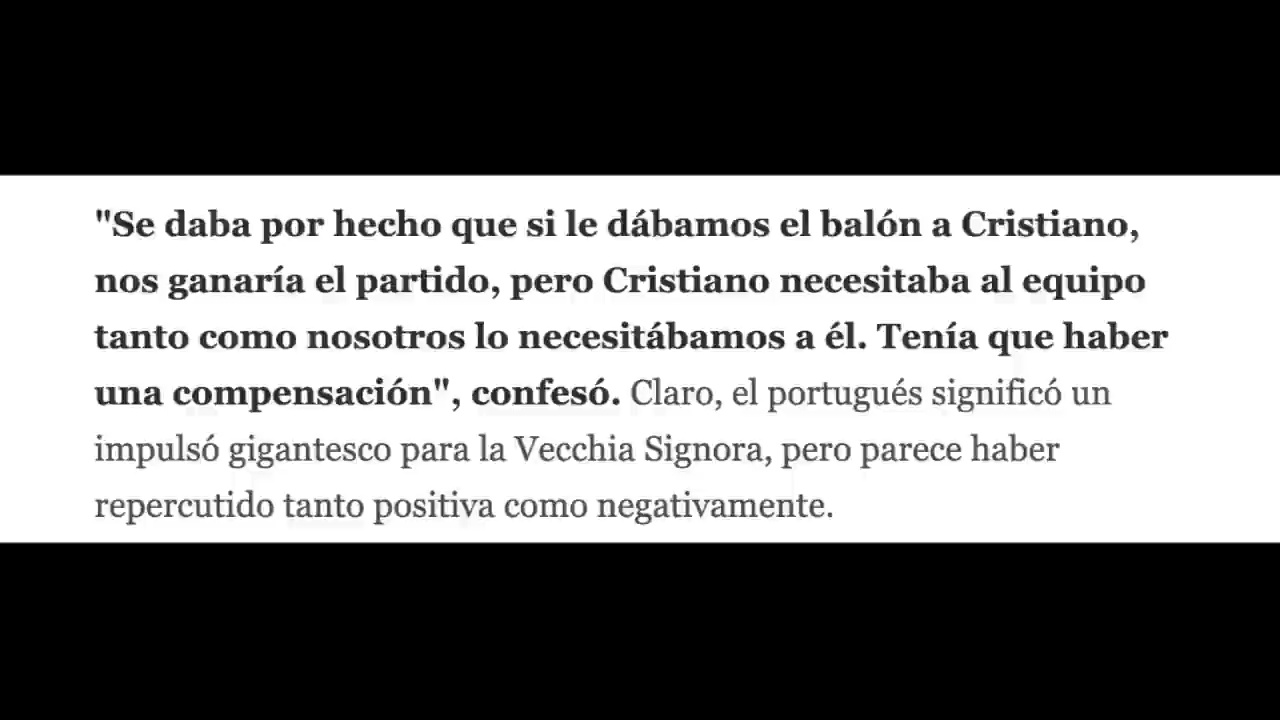 "Se daba por hecho que si le dábamos el balón a Cristiano,
nos ganaría el partido, pero Cristiano necesitaba al equipo
tanto como nosotros lo necesitábamos a él. Tenía que haber
una compensación", confesó. Claro, el portugués significó un
impulsó gigantesco para la Vecchia Signora, pero parece haber
repercutido tanto positiva como negativamente.